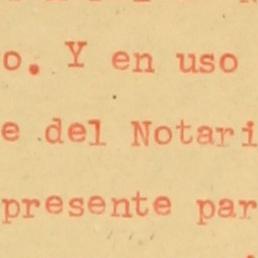 o. Y en uso
e del Notari
presente par